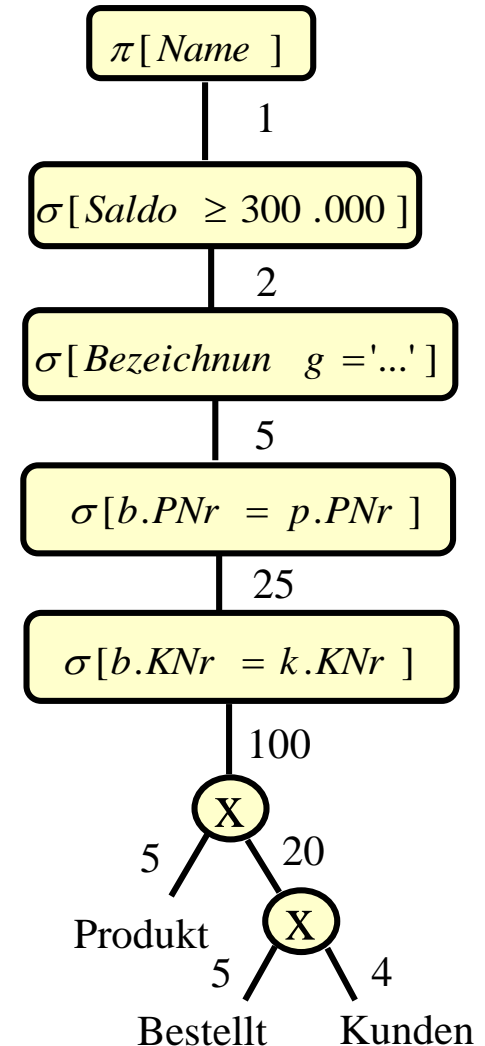 π[Name ]
1
σ[Saldo ≥ 300 .000 ]
2
σ[Bezeichnun g ='...' ]
5
σ[b.PNr = p.PNr ]
25
σ[b.KNr = k.KNr ]
100
X
5 20
Produkt X
5 4
Bestellt Kunden